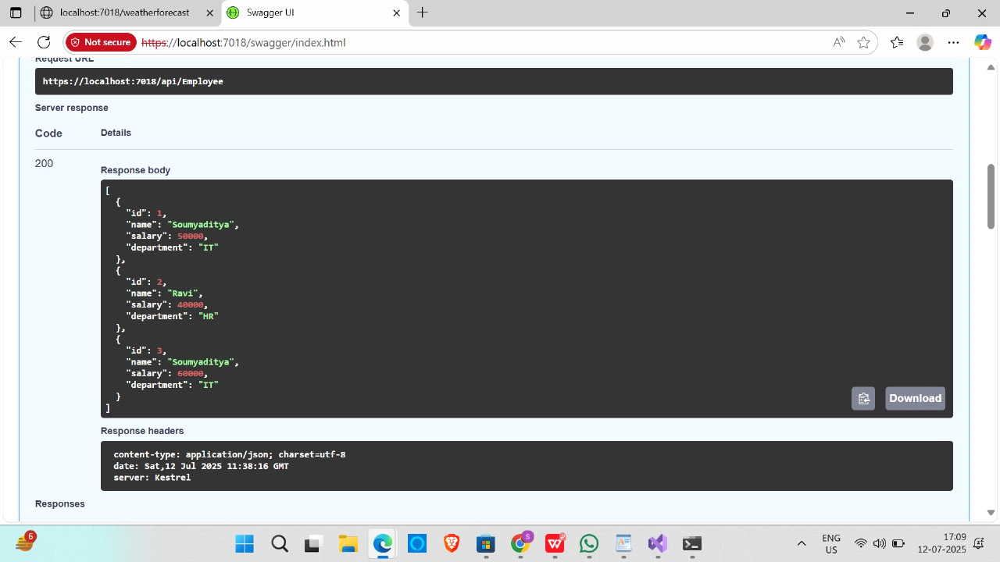 localhost:7018/weatherforecast
Swagger UI
Not secure
https://localhost:7018/swagger/index.html
Request URL
https://localhost:7018/api/Employee
Server response
Code Details
200
Response body
[
{
"id": 1,
"name": "Soumyaditya",
"salary": 50000,
"department": "IT"
},
{
"id": 2,
"name": "Ravi",
"salary": 40000,
"department": "HR"
},
{
"id": 3,
"name": "Soumyaditya",
"salary": 60000,
"department": "IT"
}
]
Download
Response headers
content-type: application/json; charset=utf-8
date: Sat,12 Jul 2025 11:38:16 GMT
server: Kestrel
Responses
6
S
ENG
US
17:09
12-07-2025